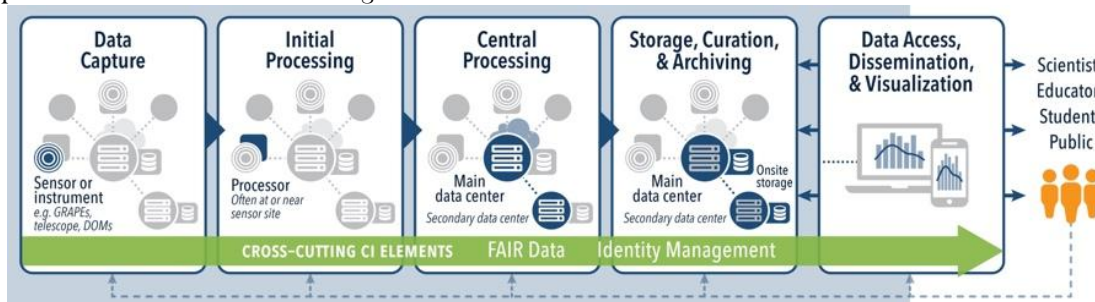 Data
Capture
Sensor or
instrument
e.g. GRAPEs,
telescope, DOMs
Initial
Processing
Processor
Often at or near
sensor site
Central
Processing
Main
data center
Secondary data center
Storage, Curation,
& Archiving
Onsite
storage
Main
data center
Secondary data center
Data Access,
Dissemination,
& Visualization
Scientist
Educator
Student
Public
CROSS-CUTTING CI ELEMENTS FAIR Data Identity Management